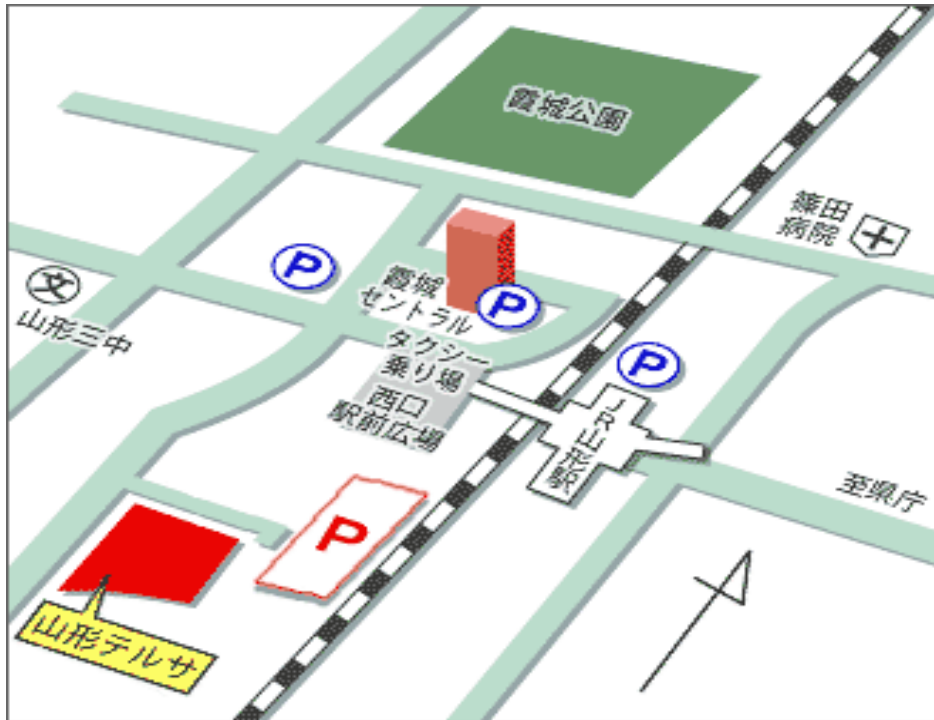 霞城公園
篠田
病院
P
文
山形三中
霞城
セントラル
P
タクシー
乗り場
P
西口
駅前広場
JR山形駅
至県庁
P
山形テルサ